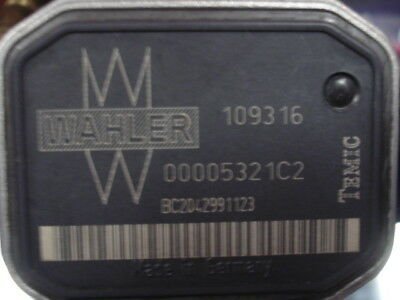 W
WAHLER
W
109316
00005321C2
BC2042991123
TEMIC
Made in Germany